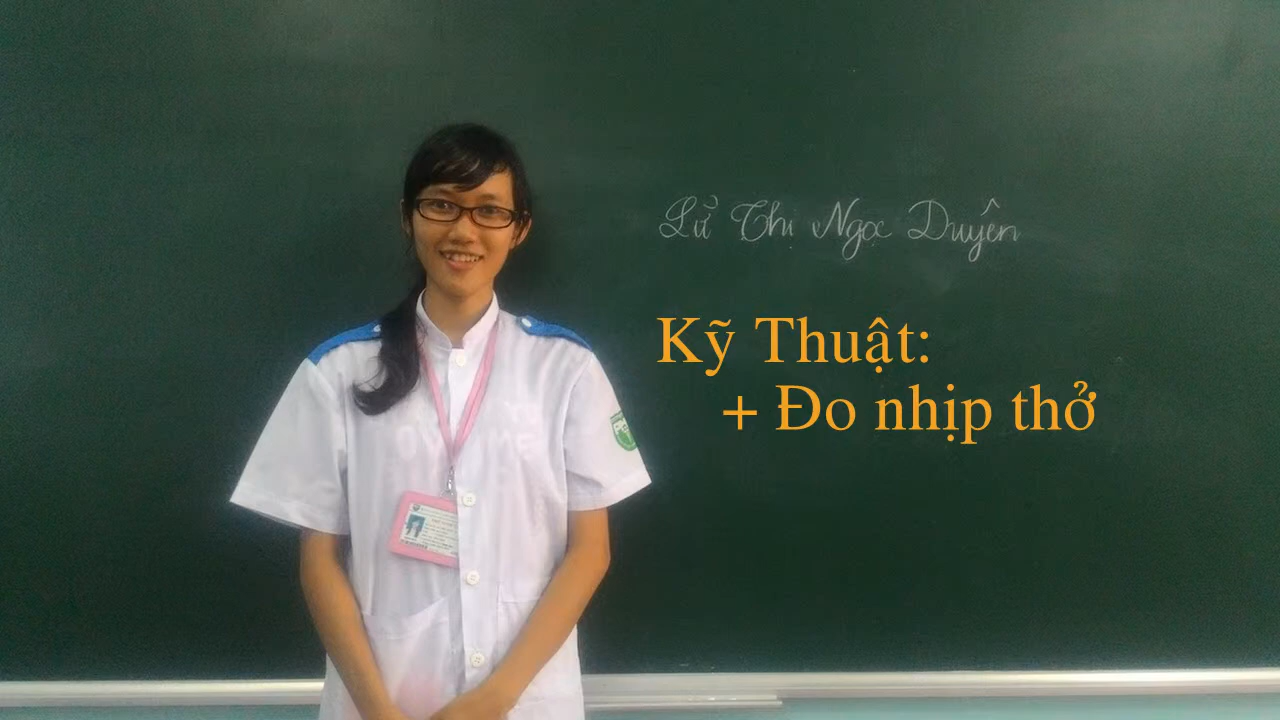 Lử Thị Ngọc Duyên
Kỹ Thuật:
+ Đo nhịp thở